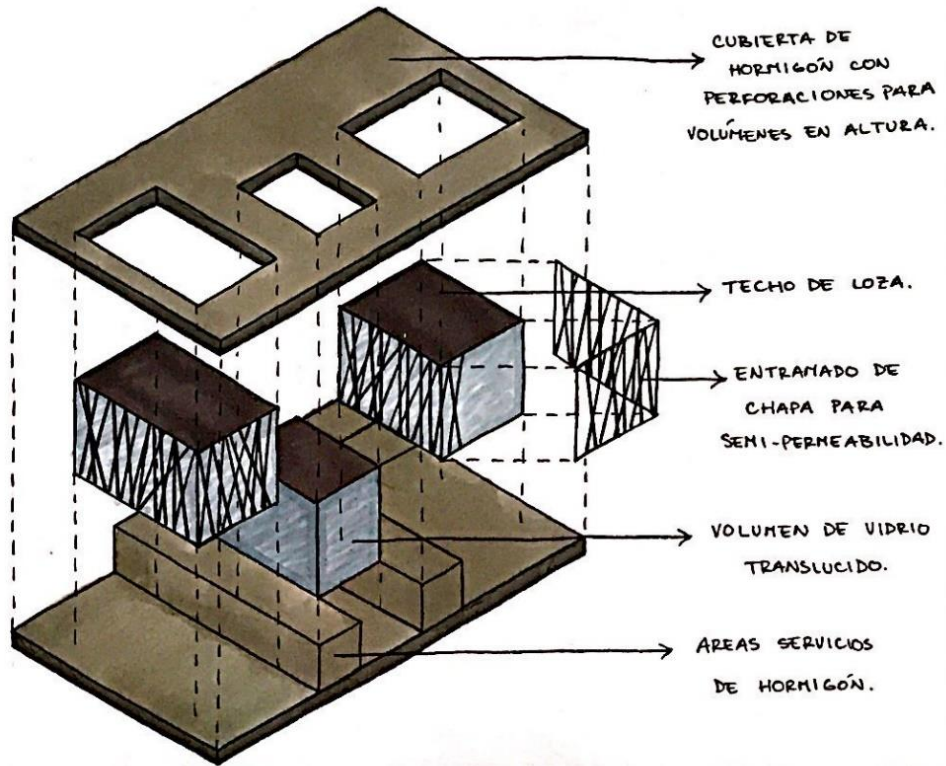 CUBIERTA DE
HORMIGÓN CON
PERFORACIONES PARA
VOLÚMENES EN ALTURA.
TECHO DE LOZA.
ENTRAMADO DE
CHAPA PARA
SEMI-PERMEABILIDAD.
VOLUMEN DE VIDRIO
TRANSLUCIDO.
AREAS SERVICIOS
DE HORMIGÓN.